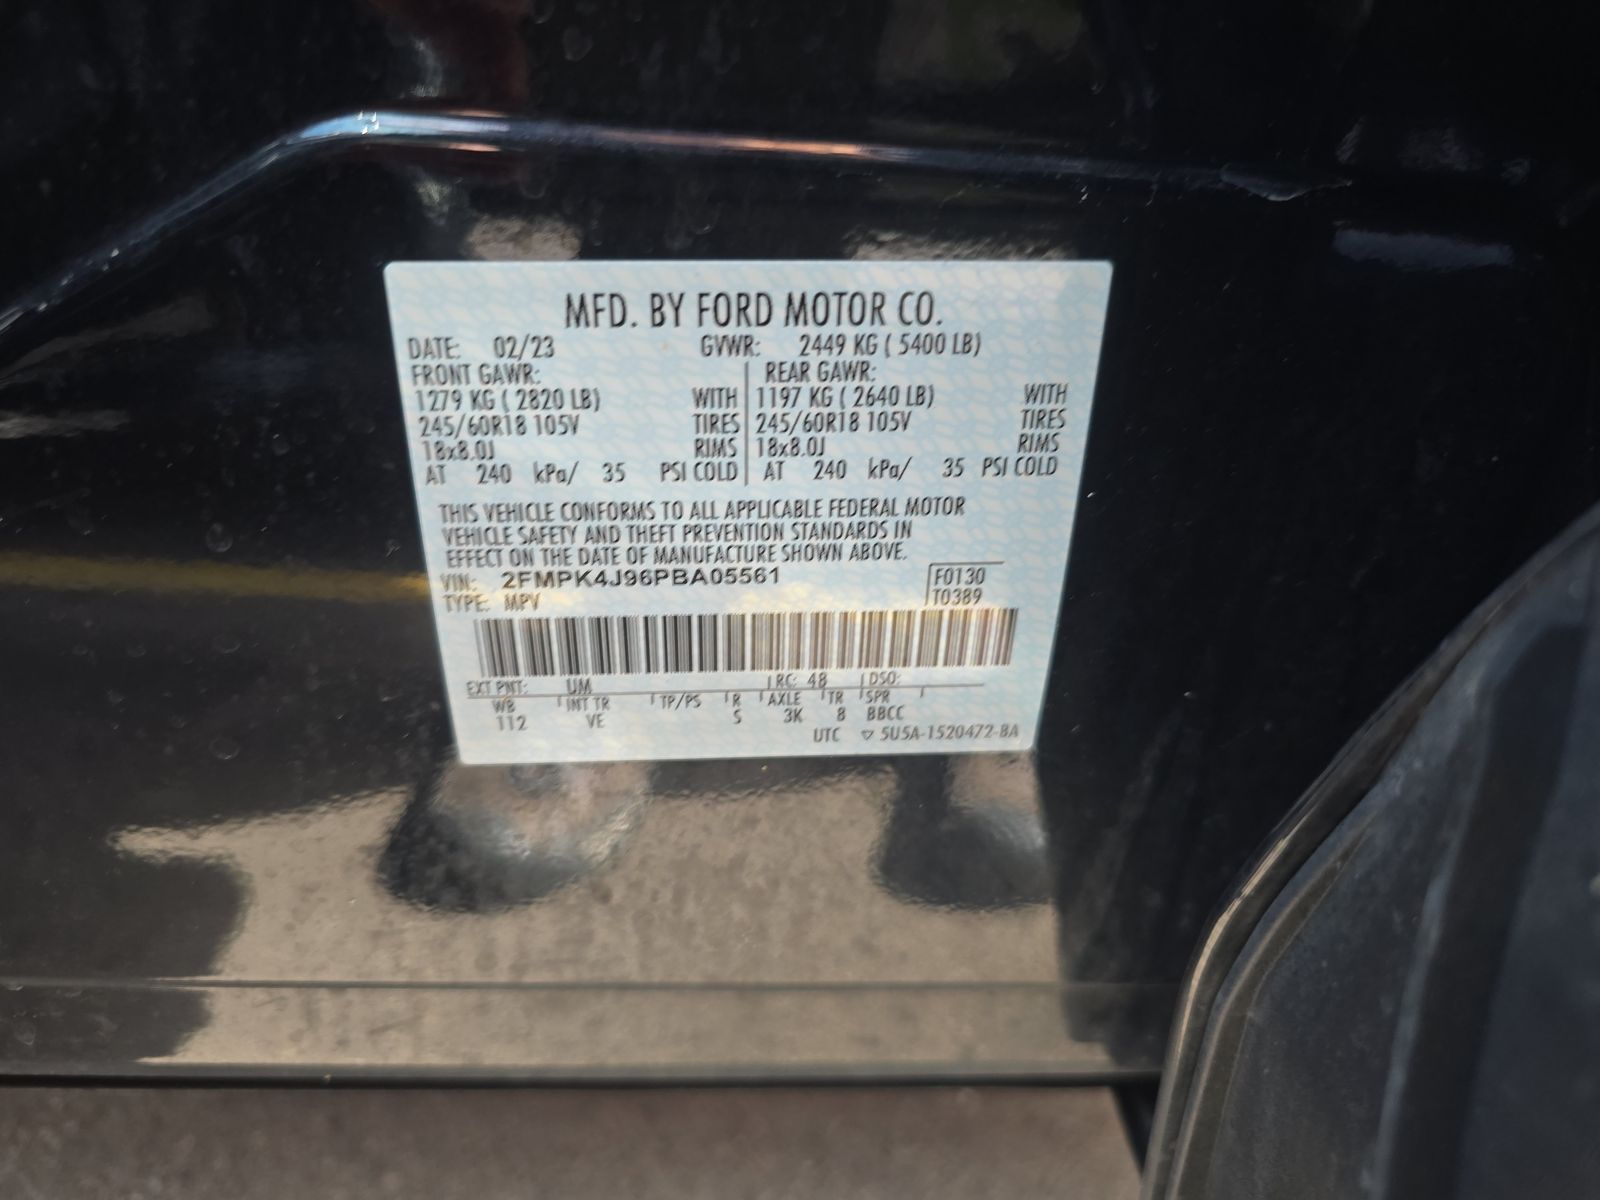 MFD. BY FORD MOTOR CO.
DATE: 02/23 GVWR: 2449 KG ( 5400 LB)
FRONT GAWR: REAR GAWR:
1279 KG ( 2820 LB) WITH 1197 KG ( 2640 LB) WITH
245/60R18 105V TIRES 245/60R18 105V TIRES
18x8.0J RIMS 18x8.0J RIMS
AT 240 kPa/ 35 PSI COLD AT 240 kPa/ 35 PSI COLD
THIS VEHICLE CONFORMS TO ALL APPLICABLE FEDERAL MOTOR
VEHICLE SAFETY AND THEFT PREVENTION STANDARDS IN
EFFECT ON THE DATE OF MANUFACTURE SHOWN ABOVE.
VIN: 2FMPK4J96PBA05561 F0130
TYPE: MPV T0389
EXT PNT: UM RC: 48 DSO:
WB INT TR TP/PS R AXLE TR SPR
112 VE S 3K 8 BBCC
UTC ▽ 5U5A-1520472-BA